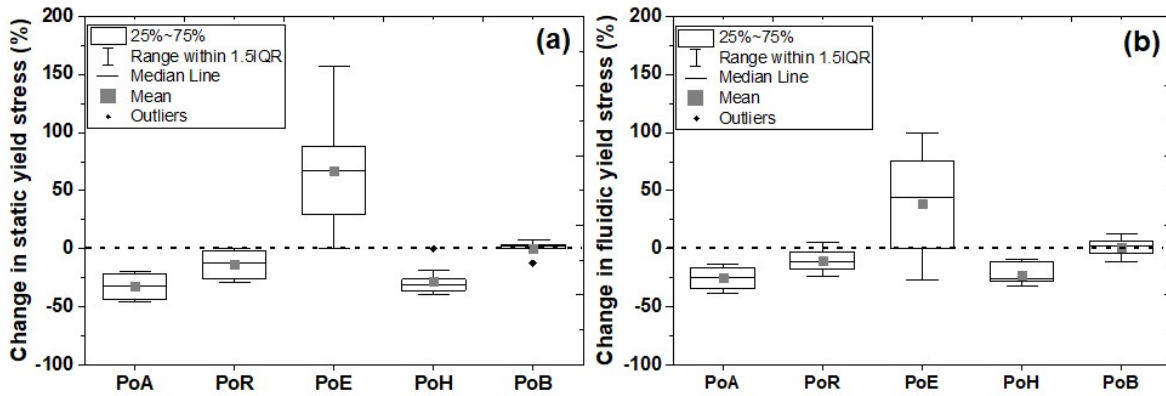 Change in static yield stress (%)
200
150
100
50
0
-50
-100
25%~75%
Range within 1.5IQR
Median Line
Mean
Outliers
(a)
PoA PoR PoE PoH PoB
Change in fluidic yield stress (%)
200
150
100
50
0
-50
-100
25%~75%
Range within 1.5IQR
Median Line
Mean
Outliers
(b)
PoA PoR PoE PoH PoB